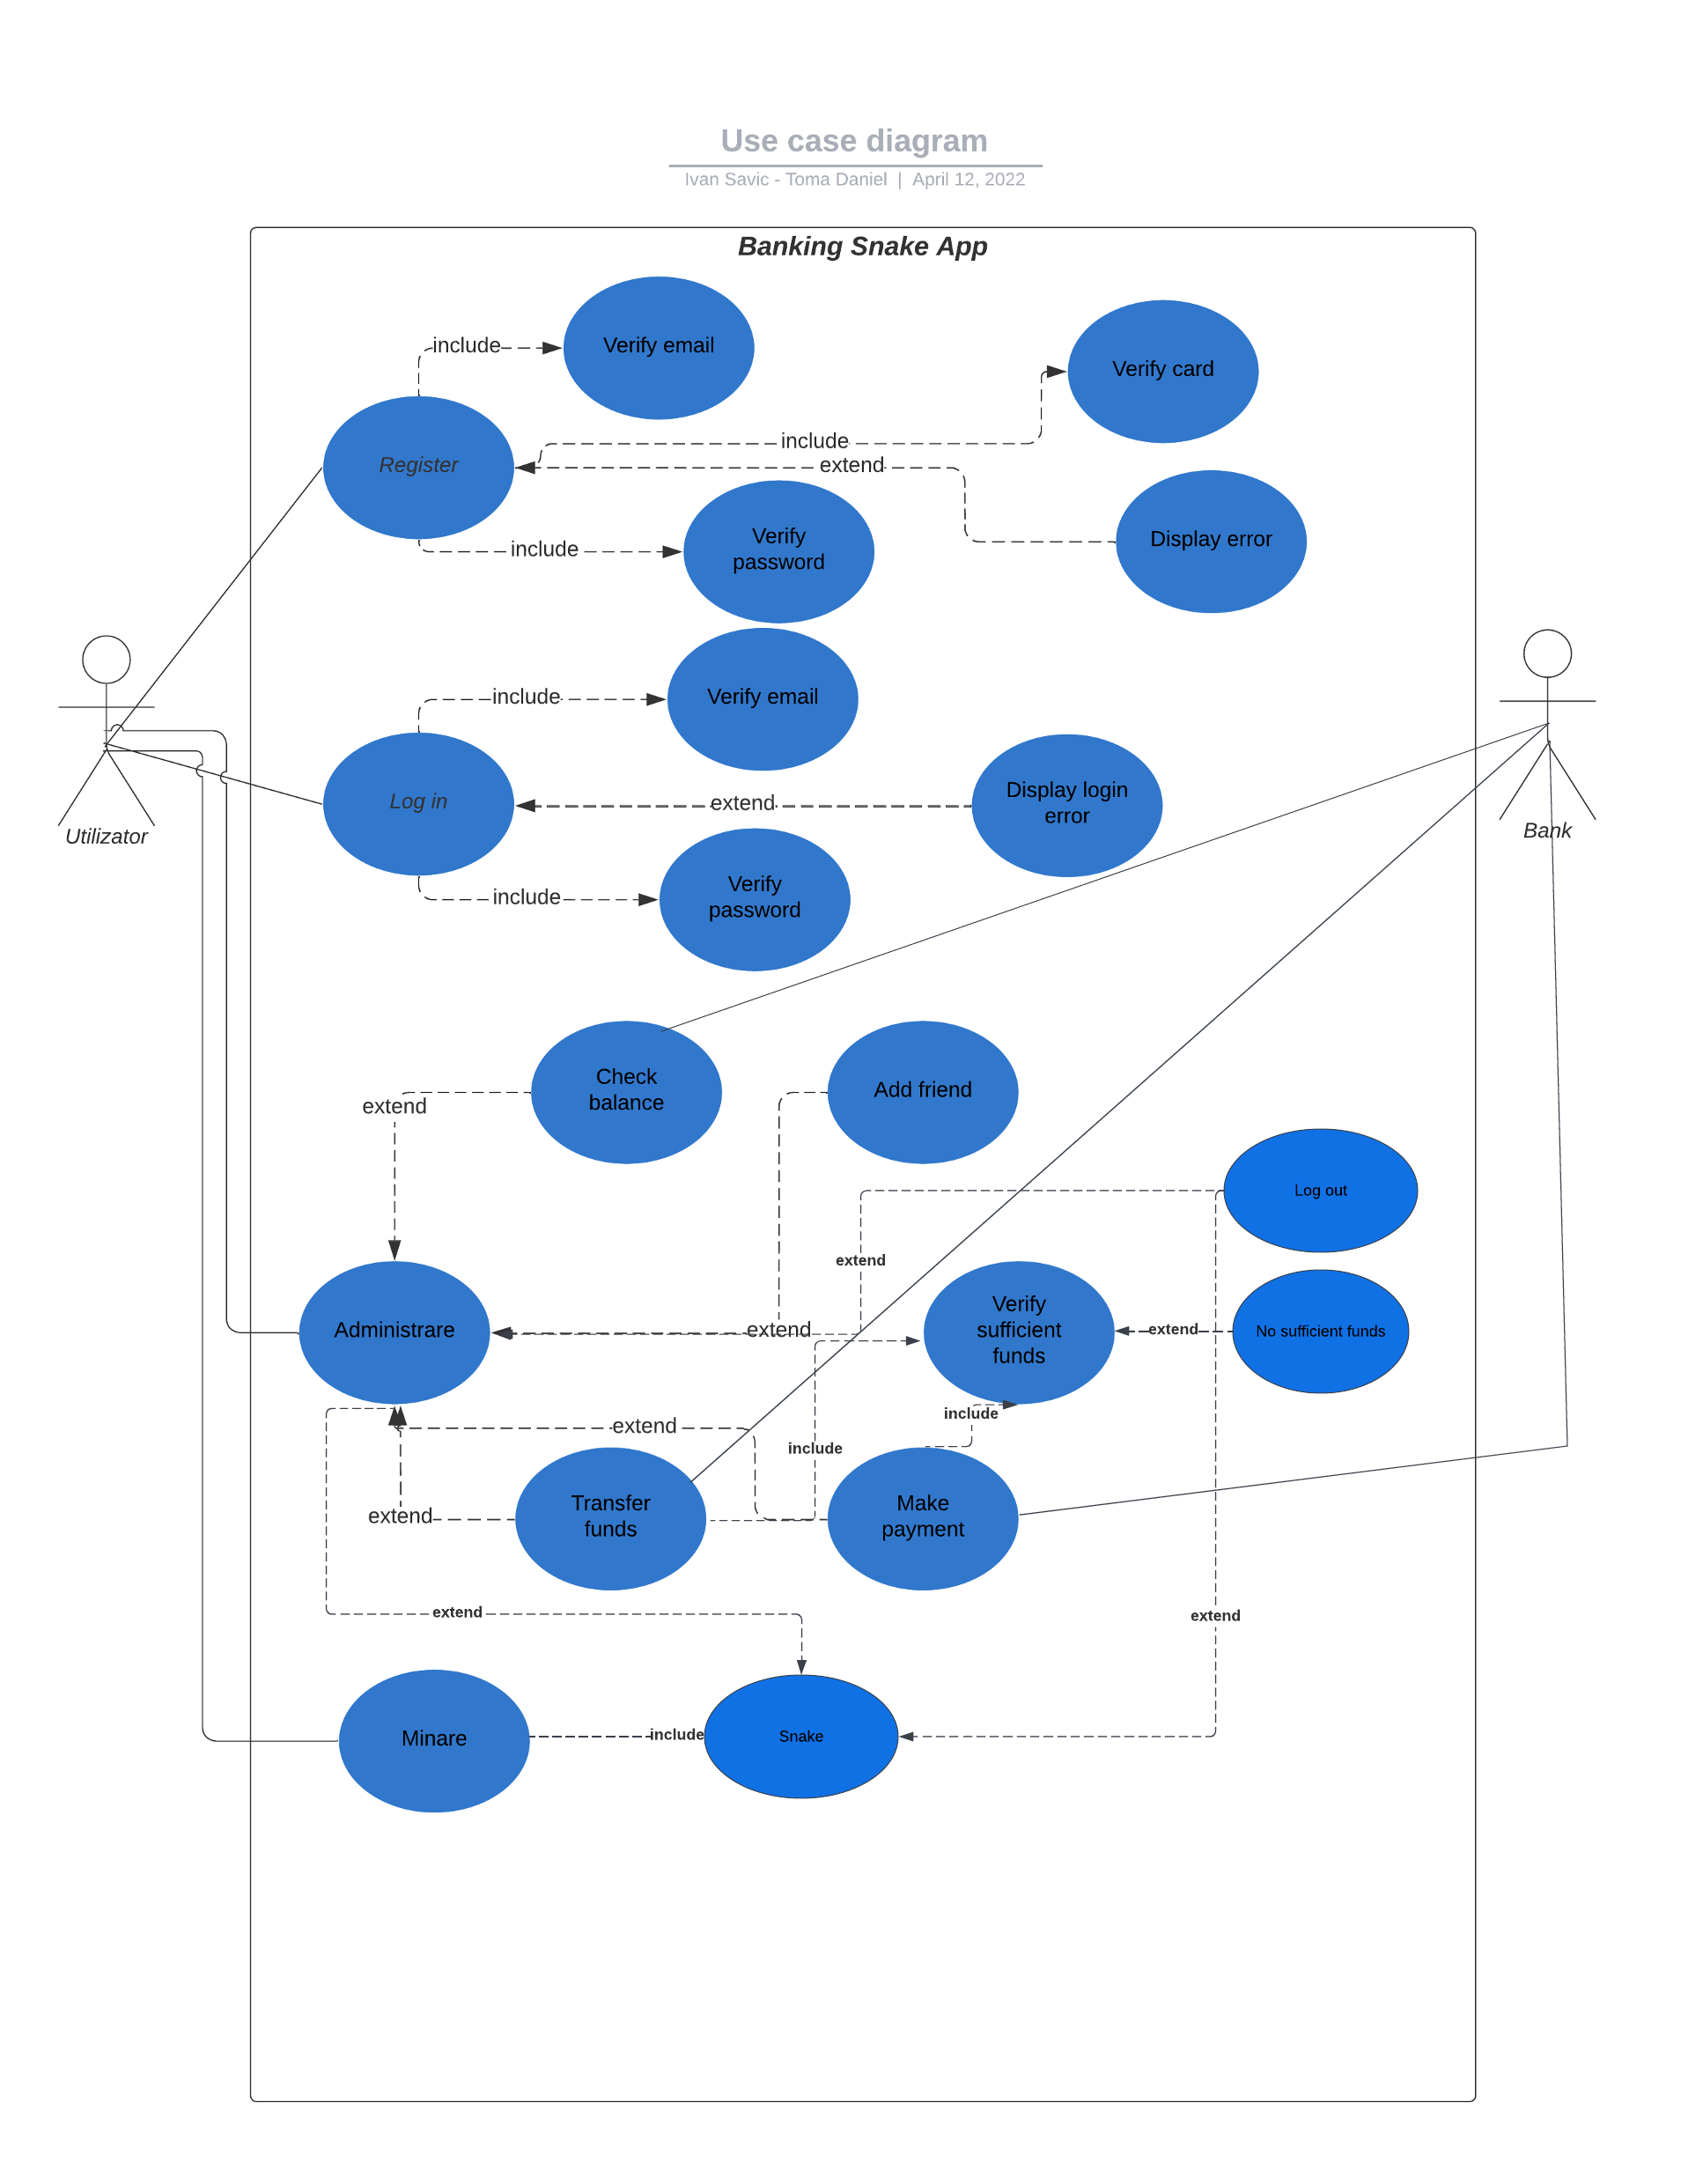 Use case diagram
Ivan Savic - Toma Daniel | April 12, 2022
Banking Snake App
include
Verify email
Verify card
include
Register
extend
Verify
password
include
Display error
include
Verify email
Log in
extend
Display login
error
Utilizator
Bank
Verify
password
include
Check
balance
Add friend
extend
Log out
extend
Administrare
extend
Verify
sufficient
funds
extend
No sufficient funds
include
extend
include
Transfer
funds
Make
payment
extend
extend
extend
Minare
include
Snake